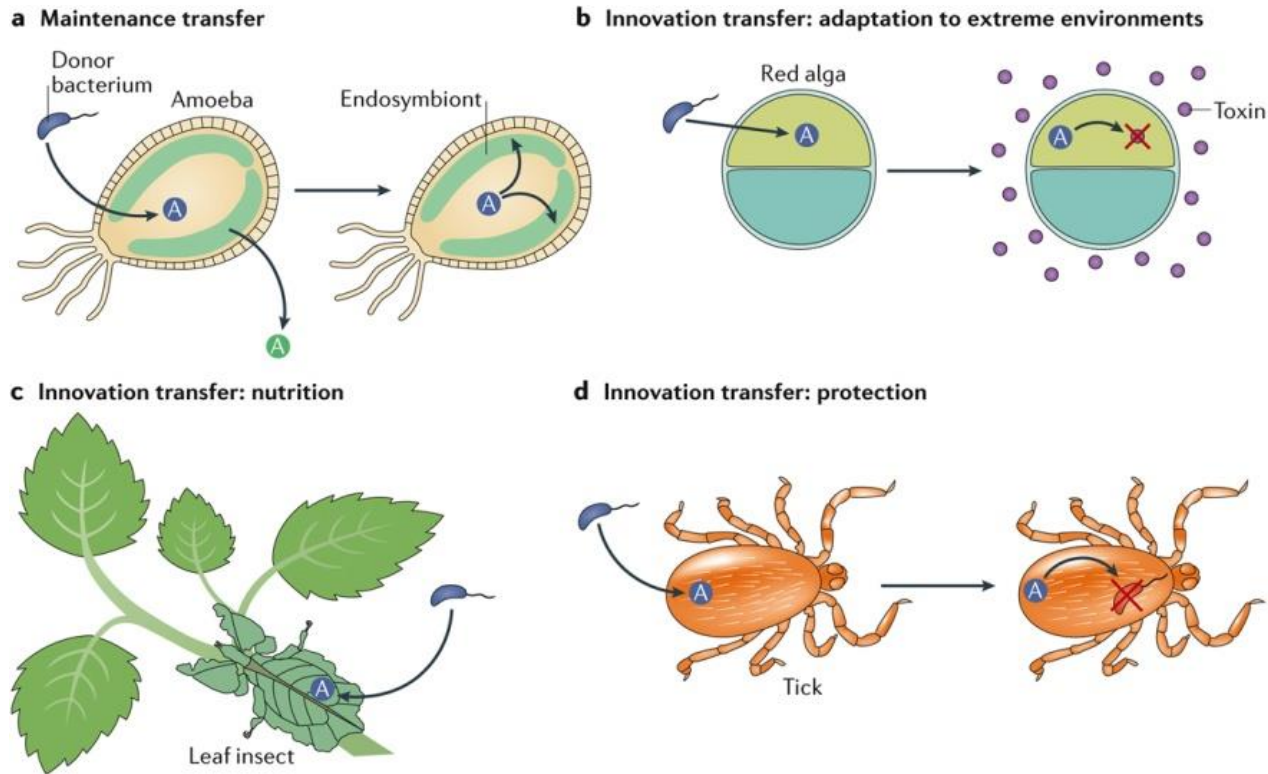 a Maintenance transfer
Donor
bacterium
Amoeba
Endosymbiont
A
A
A
b Innovation transfer: adaptation to extreme environments
Red alga
Toxin
A
A
c Innovation transfer: nutrition
A
Leaf insect
d Innovation transfer: protection
A
A
Tick